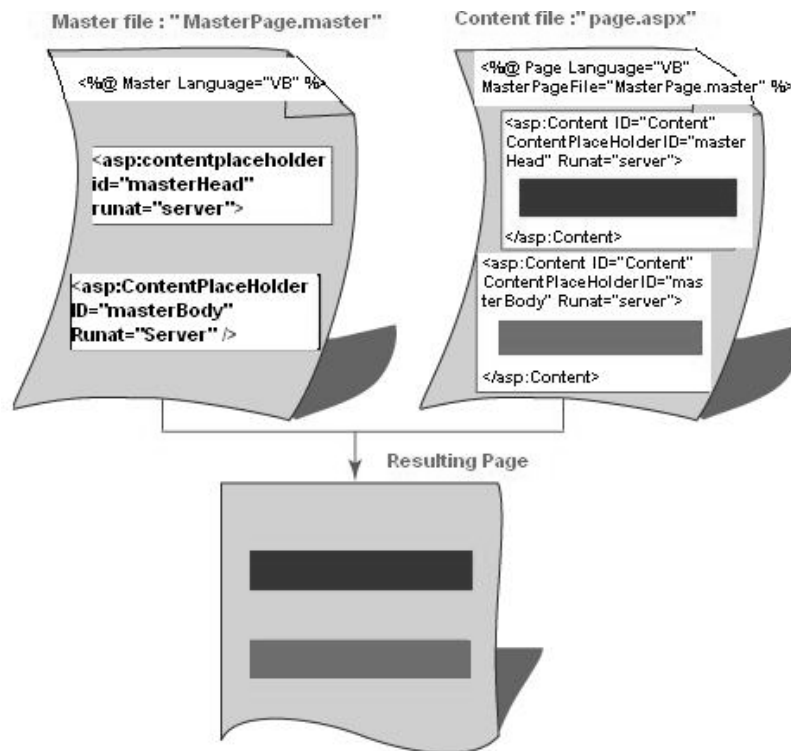 Master file : "MasterPage.master"
<%@ Master Language="VB" %>
<asp:contentplaceholder
id="masterHead"
runat="server">
<asp:ContentPlaceHolder
ID="masterBody"
Runat="Server" />
Content file :"page.aspx"
<%@ Page Language="VB"
MasterPageFile="MasterPage.master" %>
<asp:Content ID="Content"
ContentPlaceHolderID="master
Head" Runat="server">
</asp:Content>
<asp:Content ID="Content"
ContentPlaceHolderID="mas
terBody" Runat="server">
</asp:Content>
Resulting Page